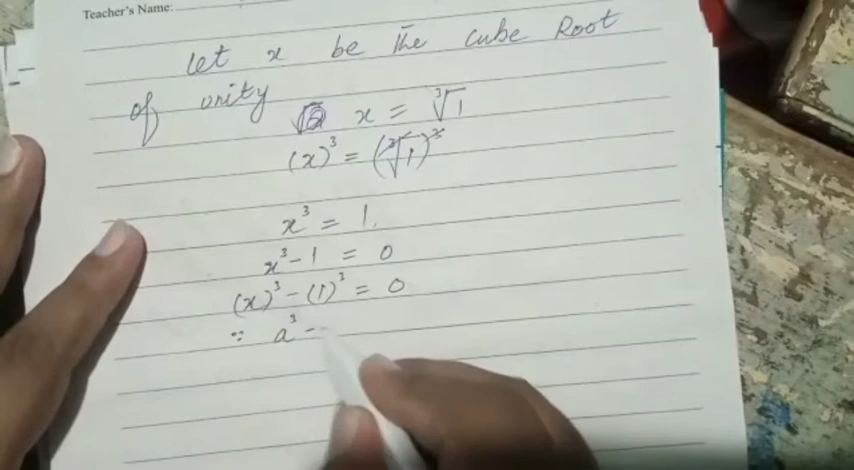 Teacher's Name:
Let x be the cube Root
of unity
x = ∛1
(x)³ = (∛1)³
x³ = 1.
x³ - 1 = 0
(x)³ - (1)³ = 0
∵ a³ -